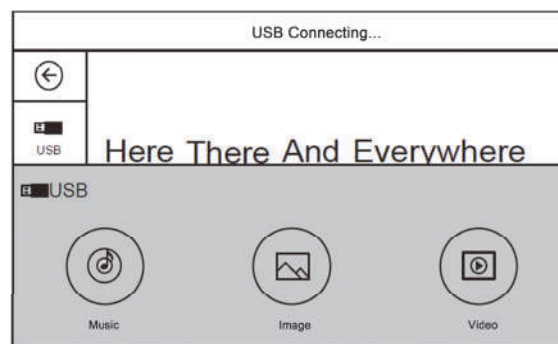 USB Connecting...
USB
Here There And Everywhere
USB
Music
Image
Video